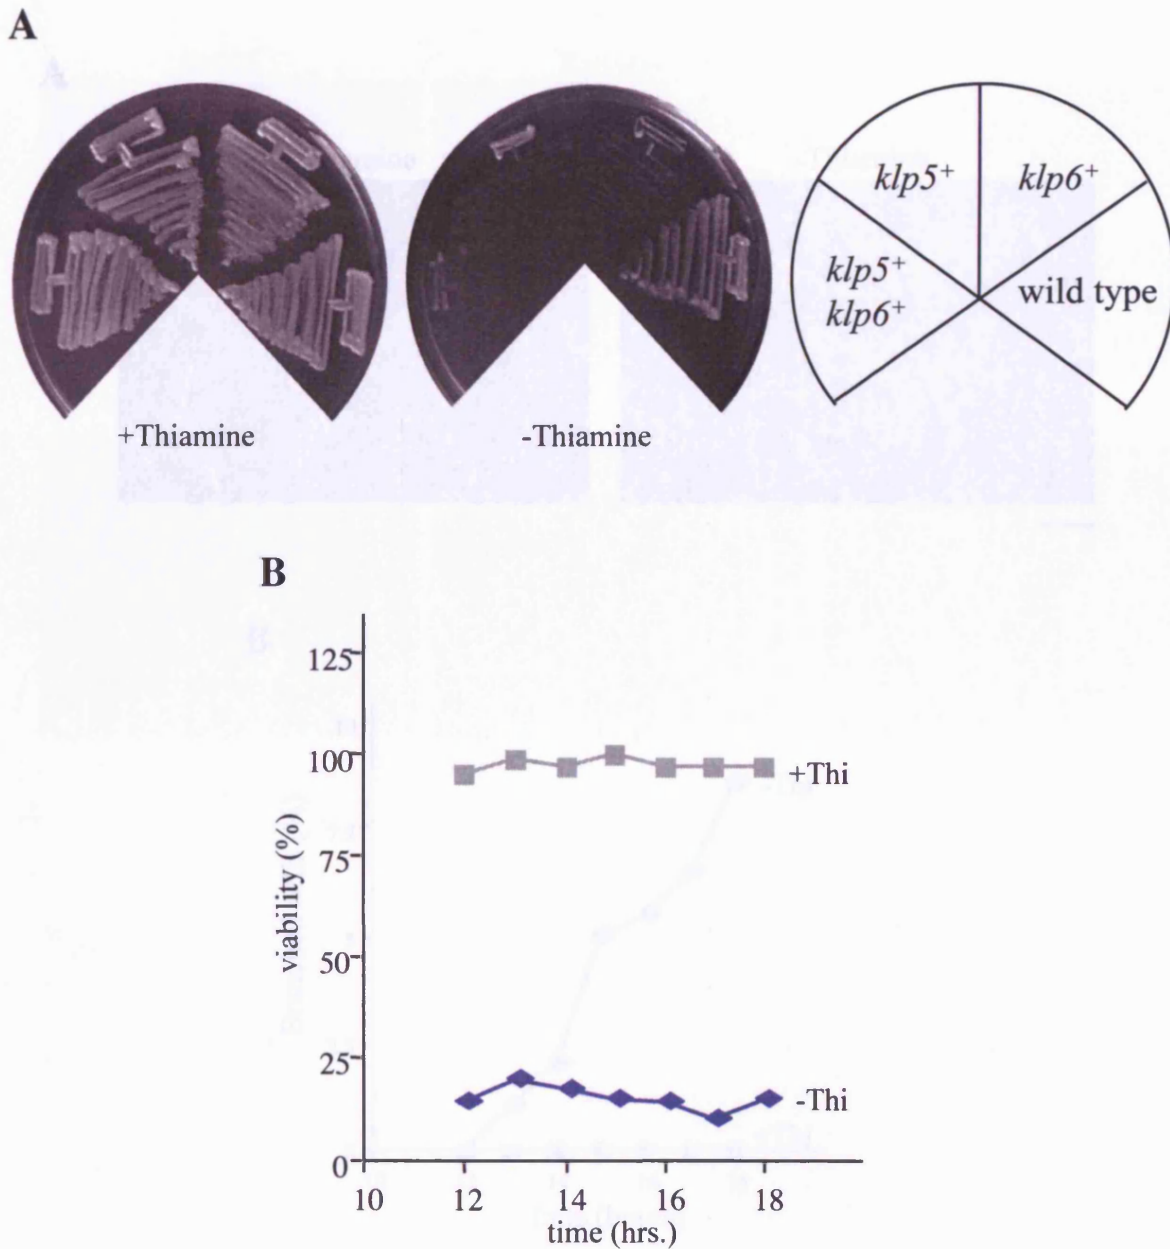 A
klp5+
klp6+
klp5+
klp6+
wild type
+Thiamine
-Thiamine
B
125
100
75
50
25
0
viability (%)
+Thi
-Thi
10
12
14
16
18
time (hrs.)